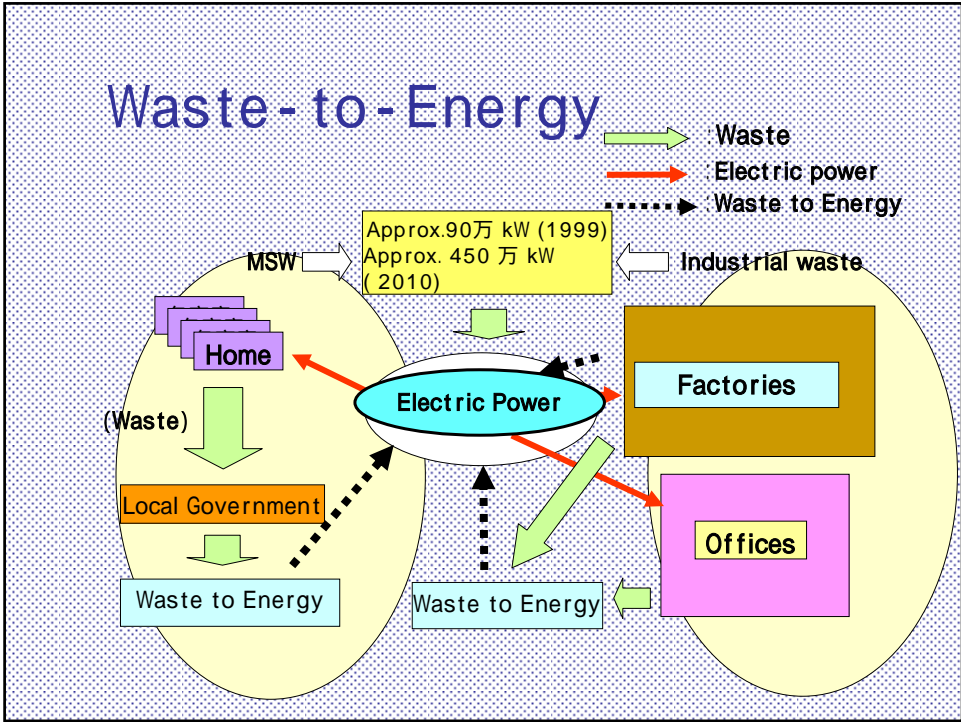 Waste-to-Energy
:Waste
:Electric power
:Waste to Energy
Approx.90万 kW (1999)
Approx. 450 万 kW
( 2010)
MSW
Industrial waste
Home
Factories
Electric Power
(Waste)
Local Government
Offices
Waste to Energy
Waste to Energy